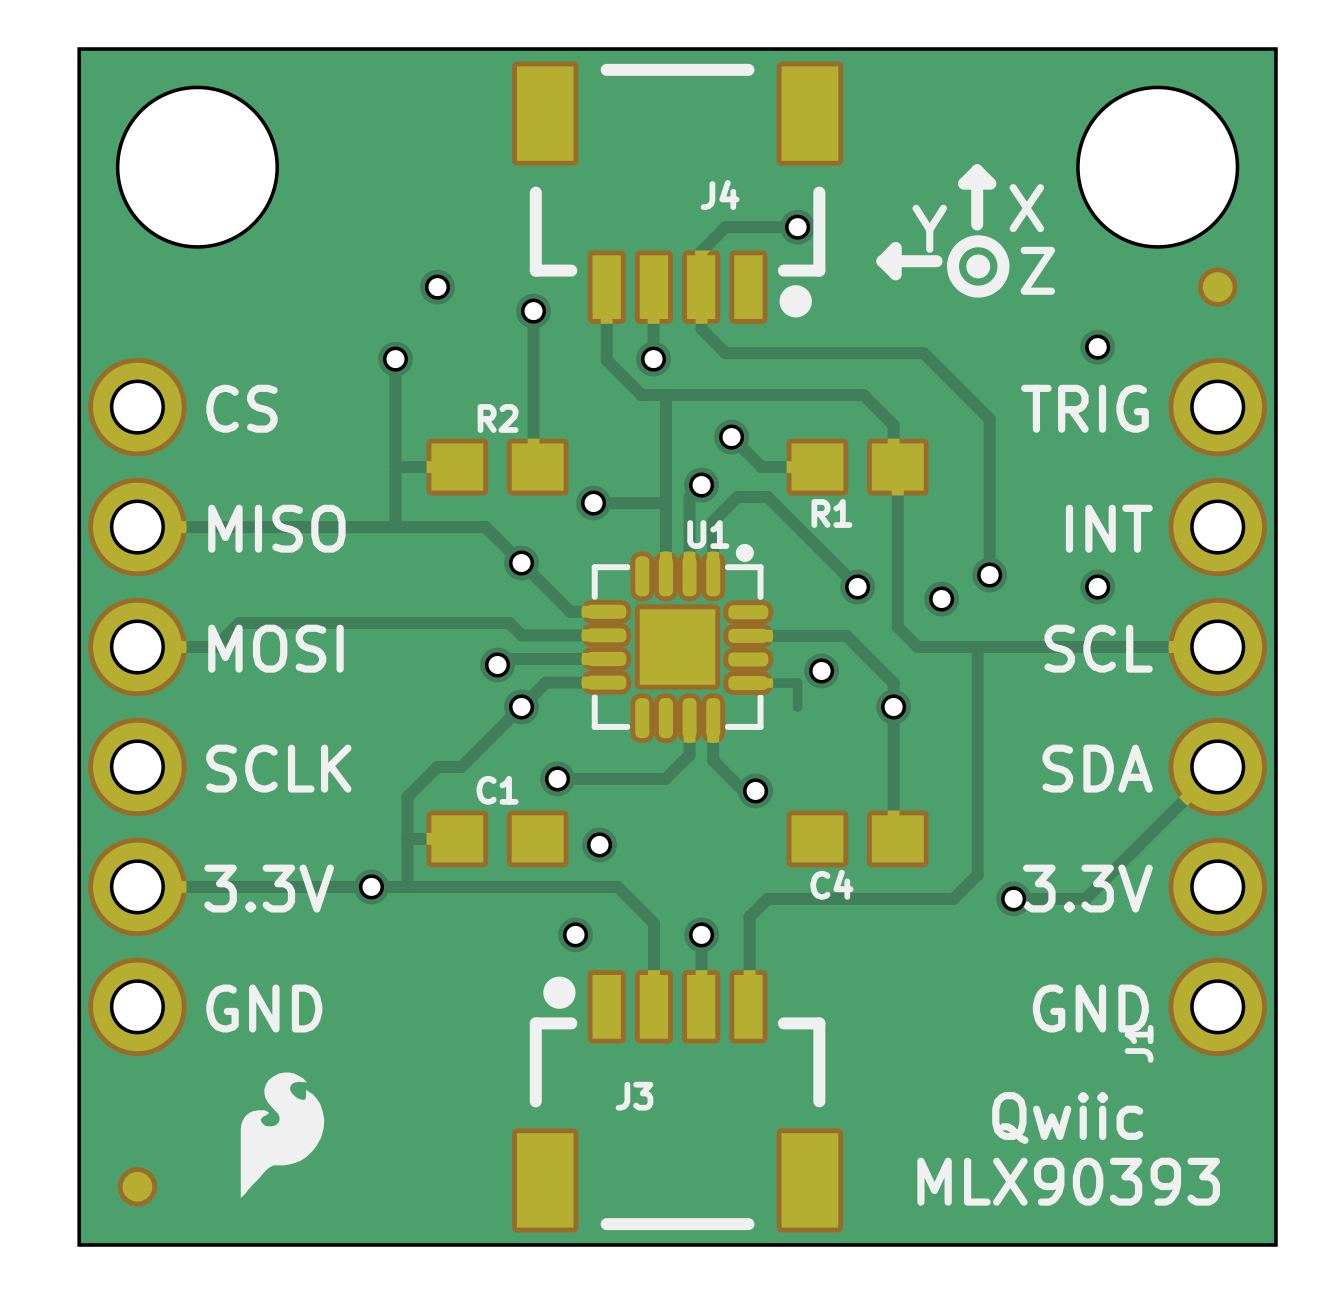 J4
X
Y
Z
CS
R2
TRIG
MISO
R1
INT
U1
MOSI
SCL
SCLK
C1
SDA
3.3V
C4
3.3V
GND
GND
J1
J3
Qwiic
MLX90393